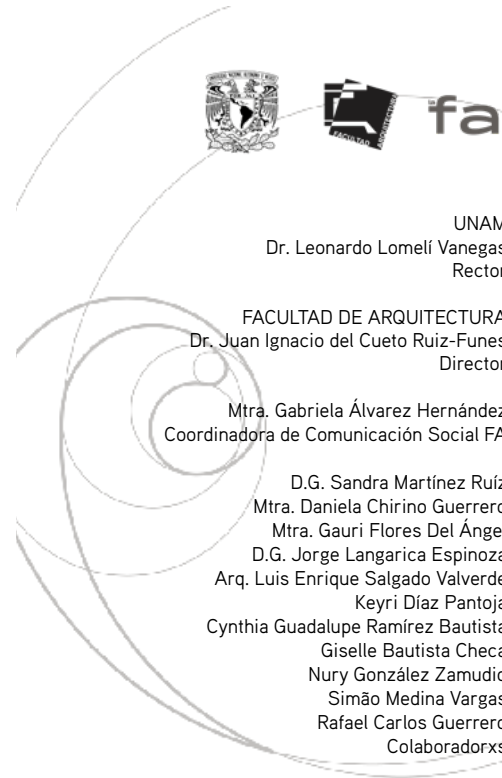 FACULTAD ARQUITECTURA
fa
UNAM
Dr. Leonardo Lomelí Vanegas
Rector
FACULTAD DE ARQUITECTURA
Dr. Juan Ignacio del Cueto Ruiz-Funes
Director
Mtra. Gabriela Álvarez Hernández
Coordinadora de Comunicación Social FA
D.G. Sandra Martínez Ruíz
Mtra. Daniela Chirino Guerrero
Mtra. Gauri Flores Del Ángel
D.G. Jorge Langarica Espinoza
Arq. Luis Enrique Salgado Valverde
Keyri Díaz Pantoja
Cynthia Guadalupe Ramírez Bautista
Giselle Bautista Checa
Nury González Zamudio
Simão Medina Vargas
Rafael Carlos Guerrero
Colaboradorxs